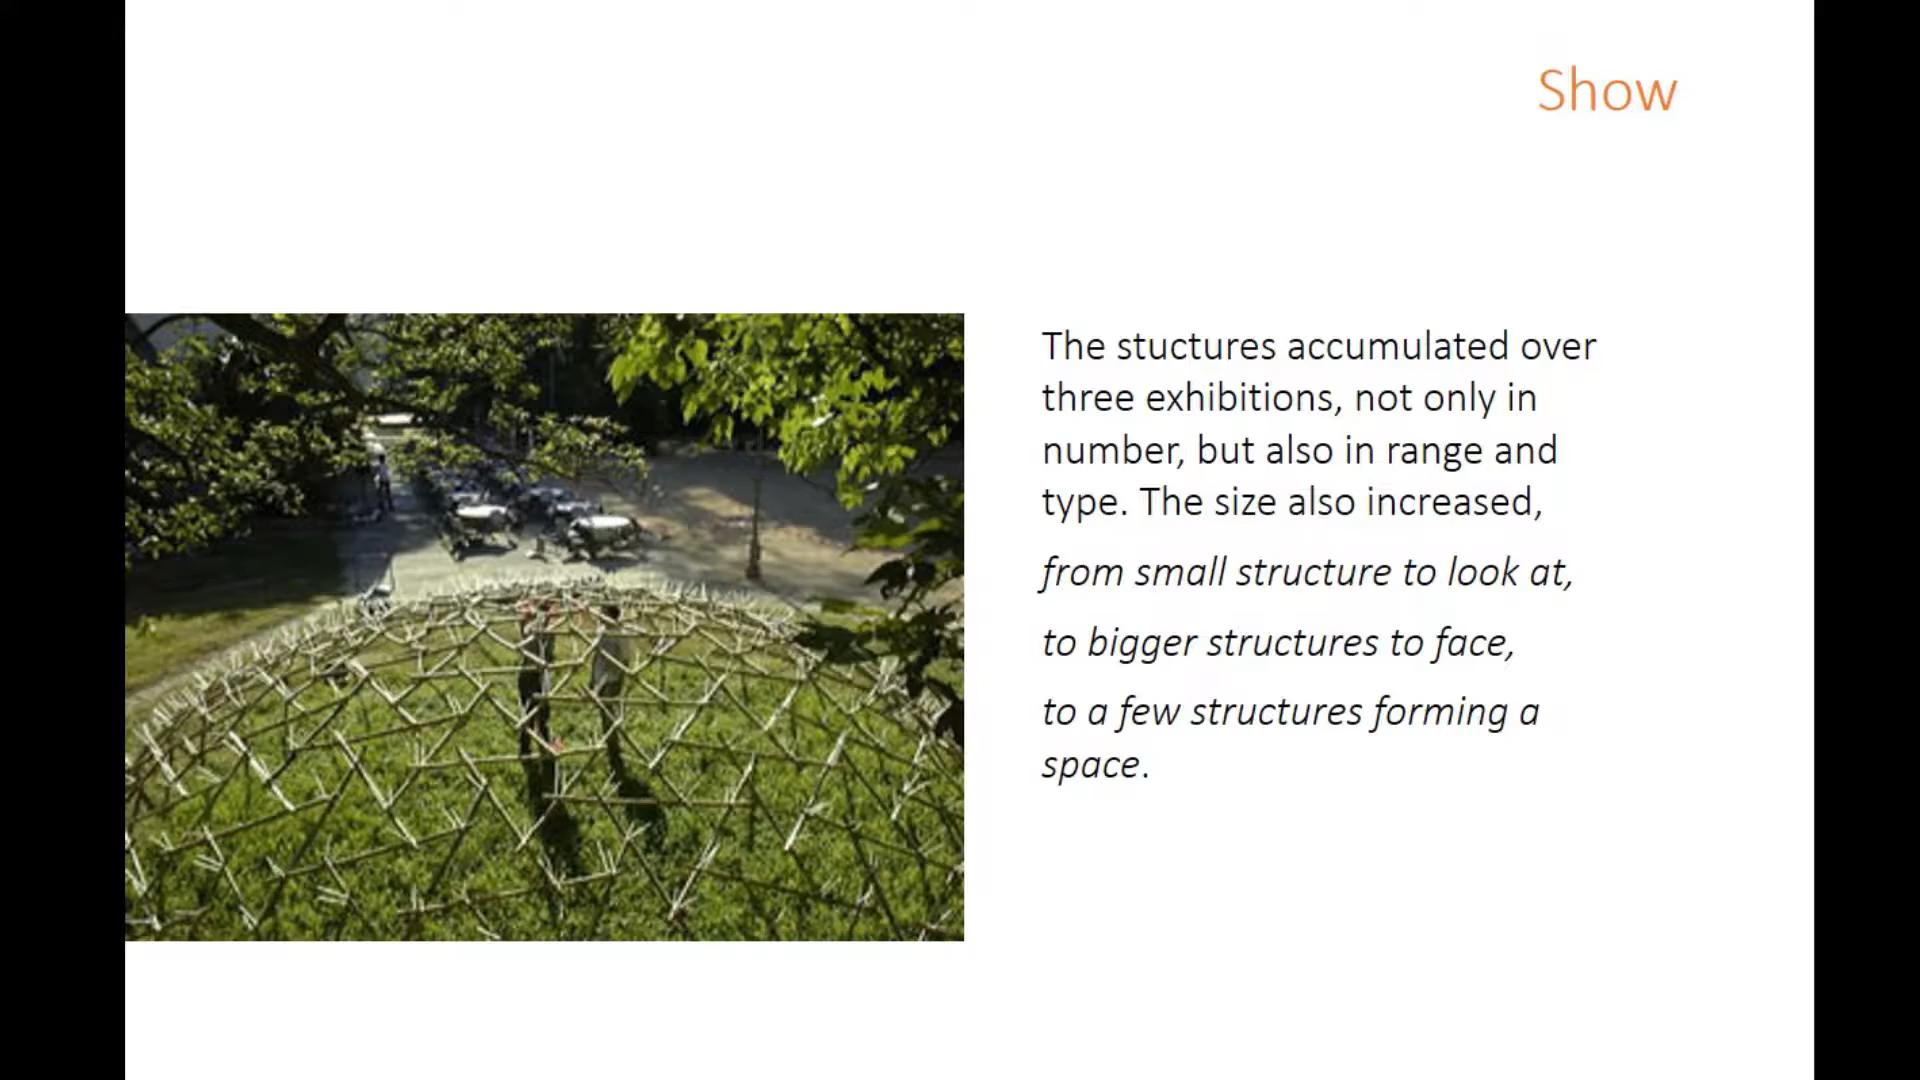 Show
The stuctures accumulated over
three exhibitions, not only in
number, but also in range and
type. The size also increased,
from small structure to look at,
to bigger structures to face,
to a few structures forming a
space.